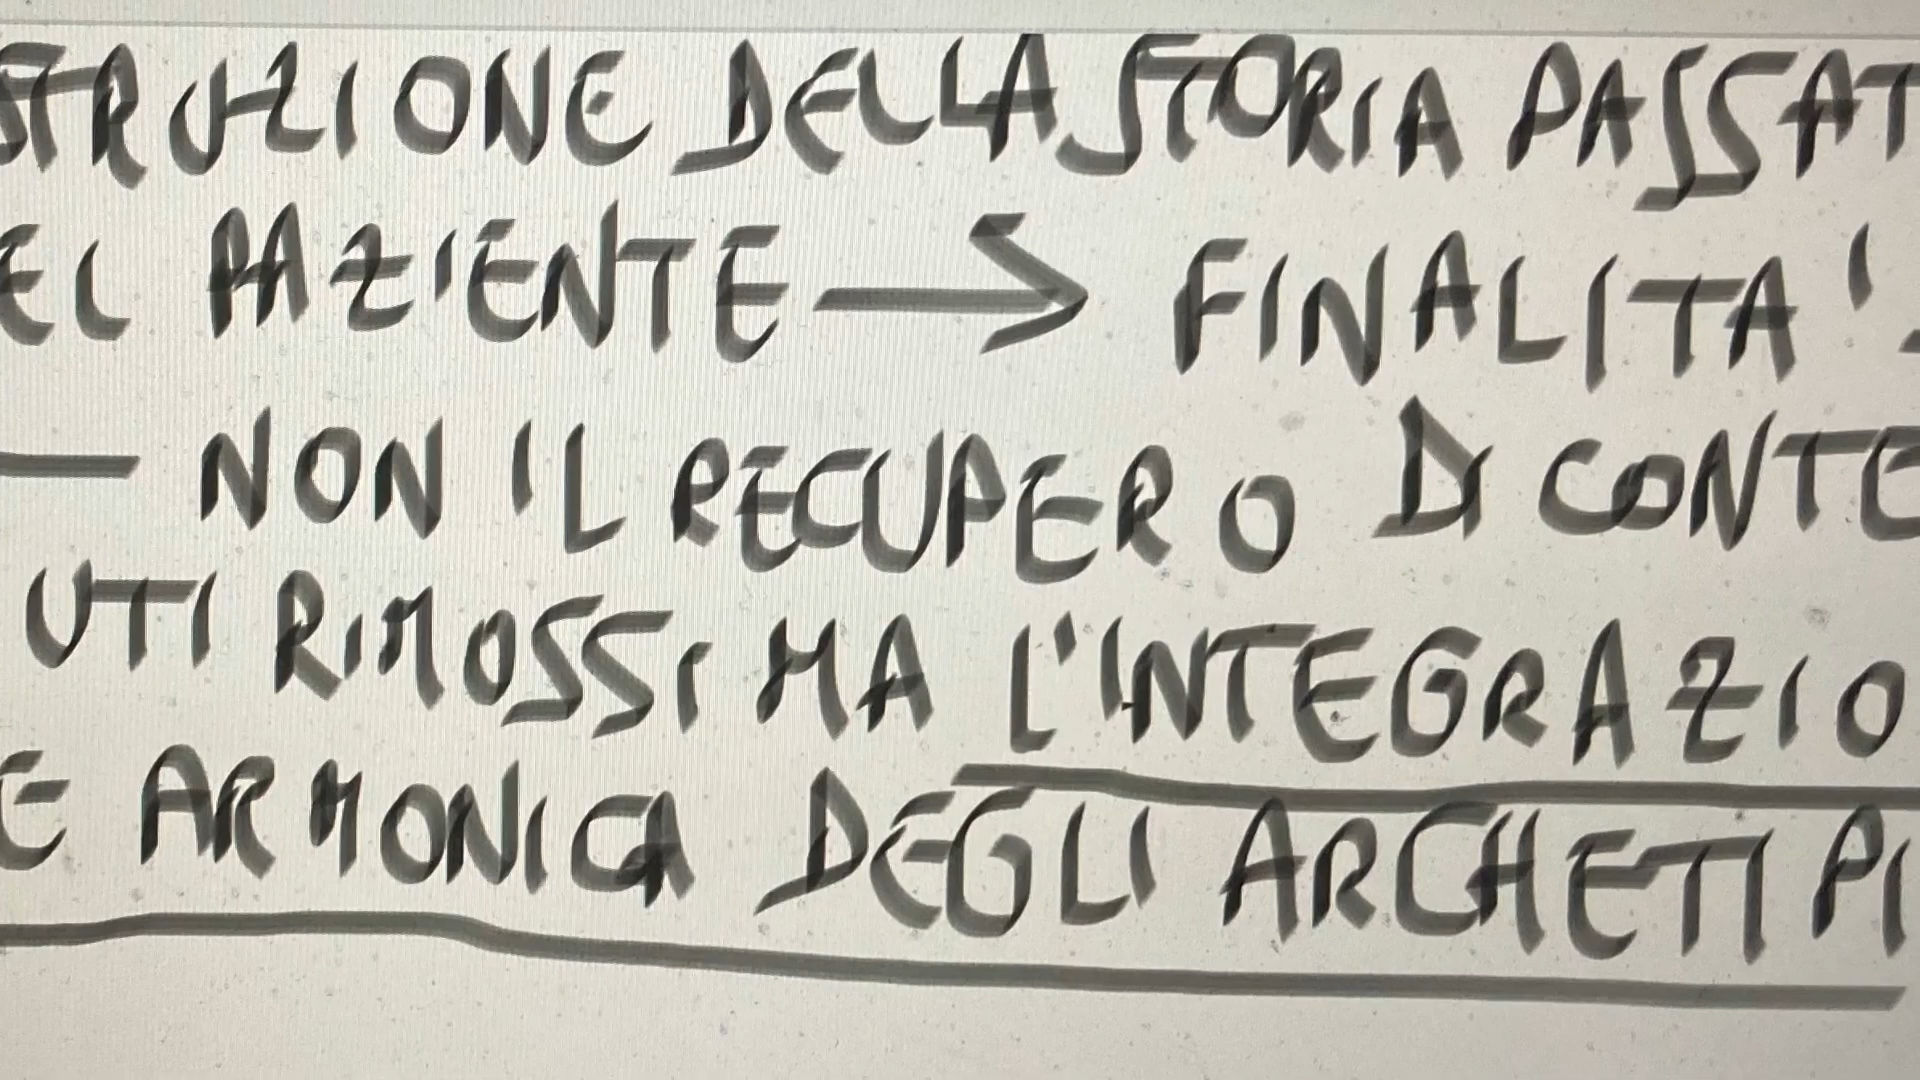 STRUZIONE DELLA STORIA PASSAT
EL PAZIENTE → FINALITA' -
— NON IL RECUPERO DI CONTE
UTI RIMOSSI MA L'INTEGRAZIO
E ARMONICA DEGLI ARCHETIPI